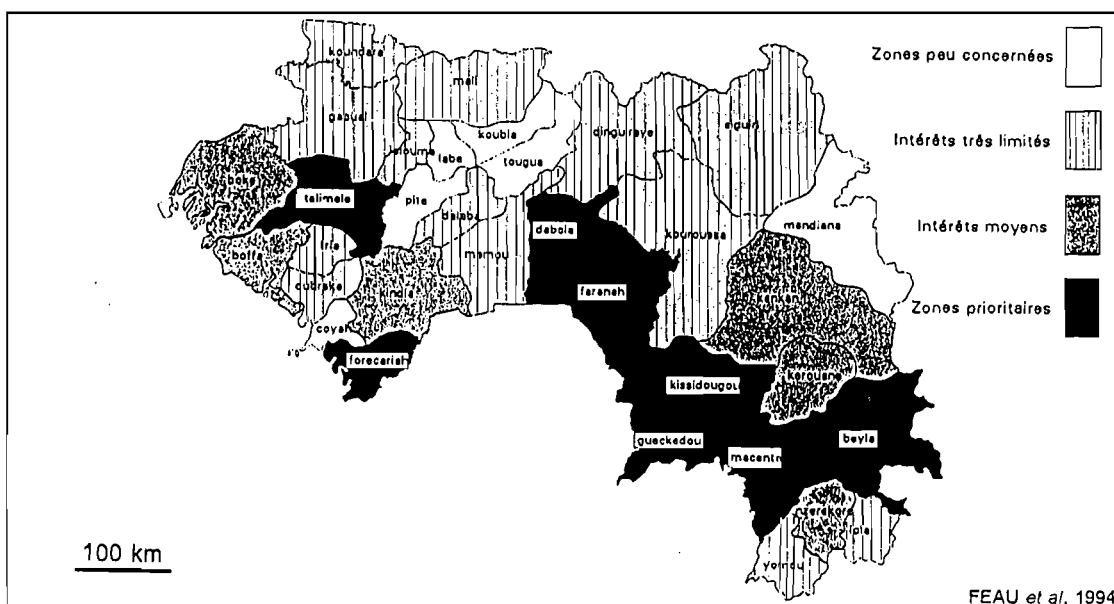 Zones peu concernées
Intérêts très limités
Intérêts moyens
Zones prioritaires
koundara
mali
gaoual
koubia
lelouma
labe
tougue
dinguiraye
siguiri
boke
telimele
pita
dalaba
dabola
mandiana
boffa
fria
mamou
kouroussa
dubreka
kindia
faranah
kankan
coyah
forecariah
kissidougou
kerouane
gueckedou
macenta
beyla
nzerekore
lola
yomou
100 km
FEAU et al, 1994